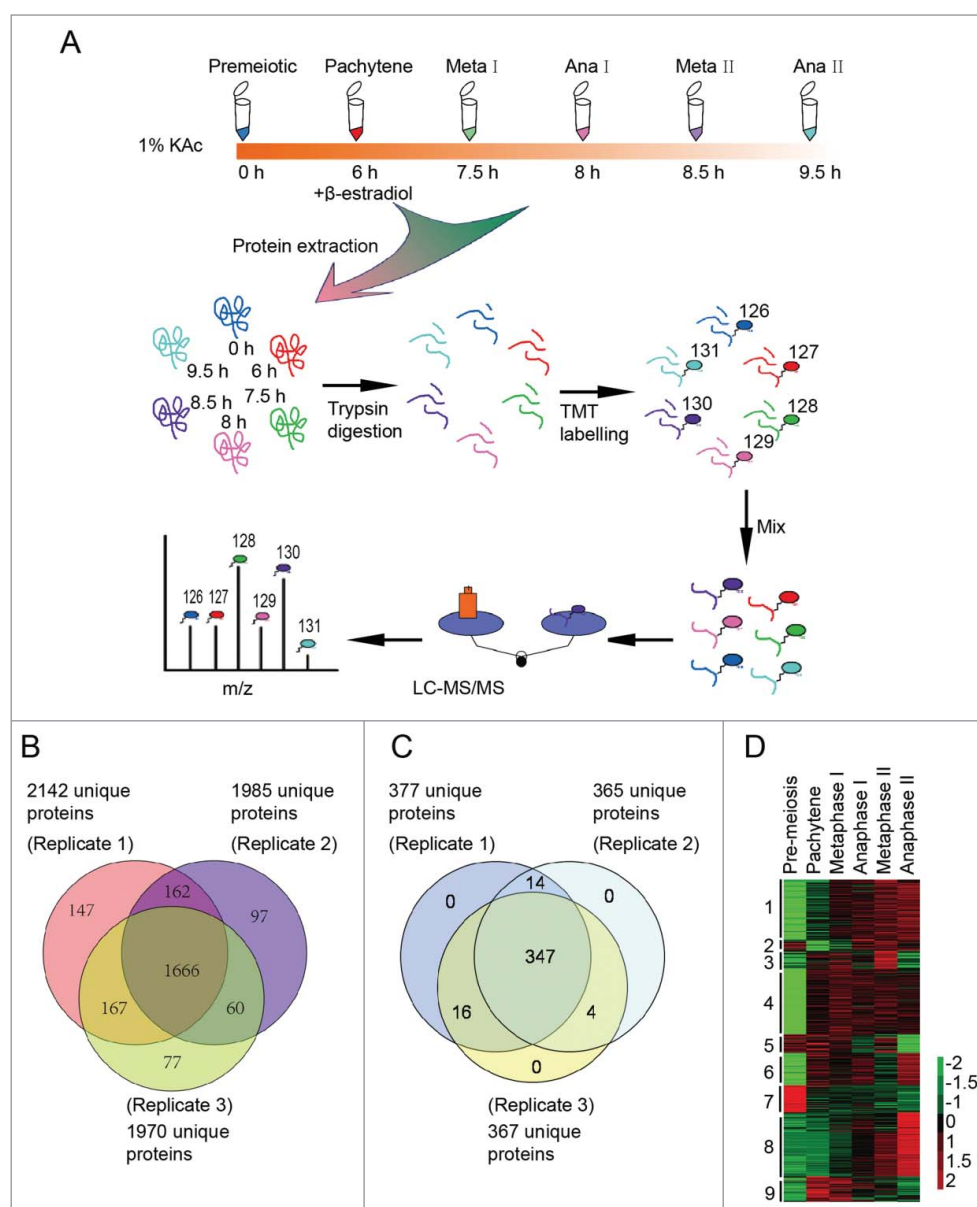 A
Premeiotic Pachytene Meta I Ana I Meta II Ana II
1% KAc
0 h 6 h 7.5 h 8 h 8.5 h 9.5 h
+β-estradiol
Protein extraction
0 h
9.5 h 6 h
8.5 h 7.5 h
8 h
Trypsin
digestion
TMT
labelling
126
131 127
130 128
129
Mix
128
130
126 127
129
131
m/z
LC-MS/MS
B
2142 unique
proteins
(Replicate 1)
1985 unique
proteins
(Replicate 2)
147 162 97
1666
167 60
77
(Replicate 3)
1970 unique
proteins
C
377 unique
proteins
(Replicate 1)
365 unique
proteins
(Replicate 2)
0 14 0
347
16 4
0
(Replicate 3)
367 unique
proteins
D
Pre-meiosis
Pachytene
Metaphase I
Anaphase I
Metaphase II
Anaphase II
1
2
3
4
5
6
7
8
9
-2
-1.5
-1
0
1
1.5
2